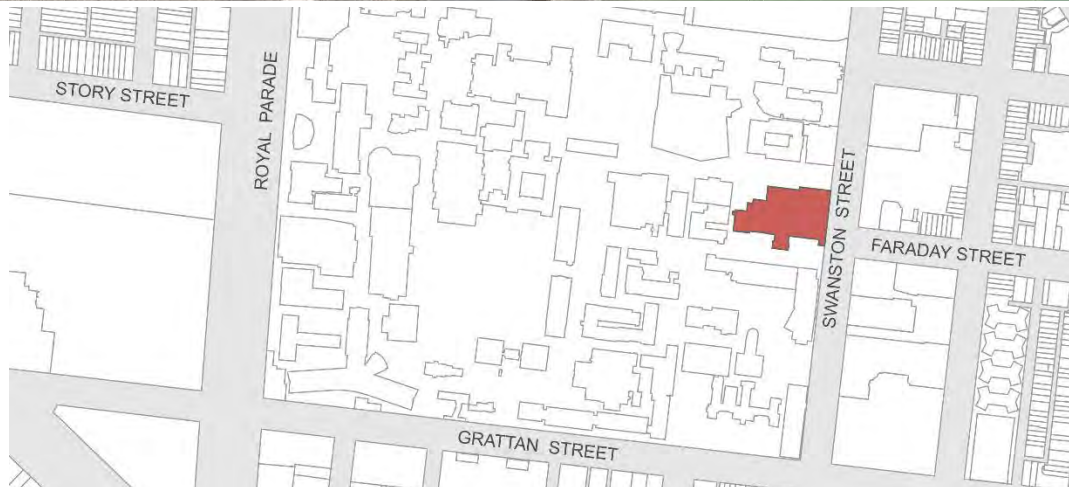 STORY STREET
ROYAL PARADE
SWANSTON STREET
FARADAY STREET
GRATTAN STREET